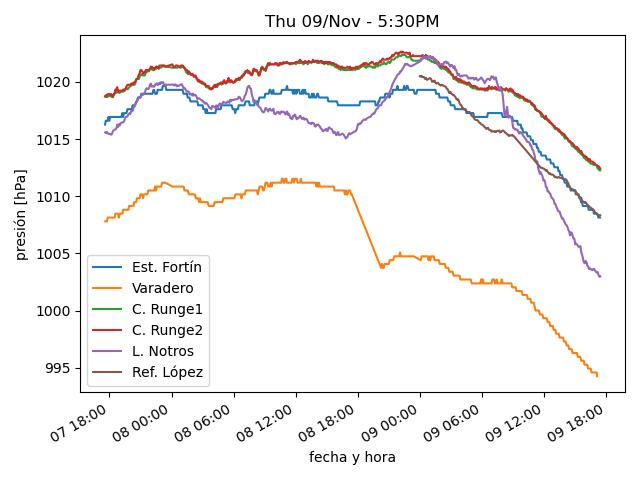 Thu 09/Nov - 5:30PM
presión [hPa]
1020
1015
1010
1005
1000
995
Est. Fortín
Varadero
C. Runge1
C. Runge2
L. Notros
Ref. López
07 18:00
08 00:00
08 06:00
08 12:00
08 18:00
09 00:00
09 06:00
09 12:00
09 18:00
fecha y hora